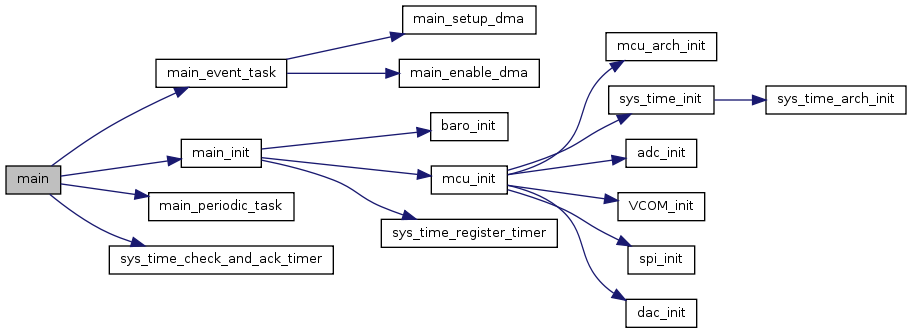 main
main_event_task
main_setup_dma
main_enable_dma
main_init
baro_init
mcu_init
mcu_arch_init
sys_time_init
sys_time_arch_init
adc_init
VCOM_init
spi_init
dac_init
sys_time_register_timer
main_periodic_task
sys_time_check_and_ack_timer